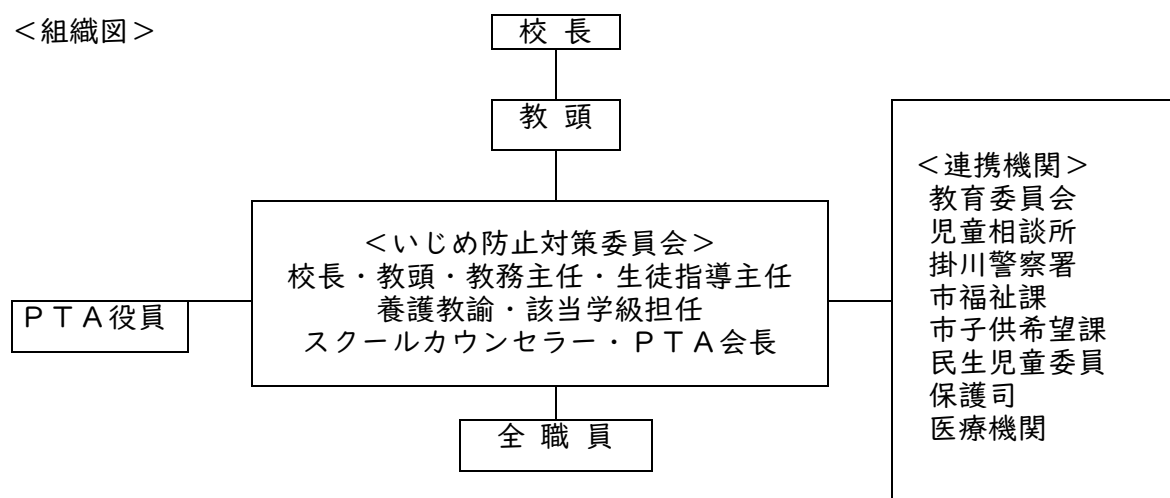 ＜組織図＞
校 長
教 頭
＜いじめ防止対策委員会＞
校長・教頭・教務主任・生徒指導主任
養護教諭・該当学級担任
スクールカウンセラー・ＰＴＡ会長
ＰＴＡ役員
全 職 員
＜連携機関＞
教育委員会
児童相談所
掛川警察署
市福祉課
市子供希望課
民生児童委員
保護司
医療機関